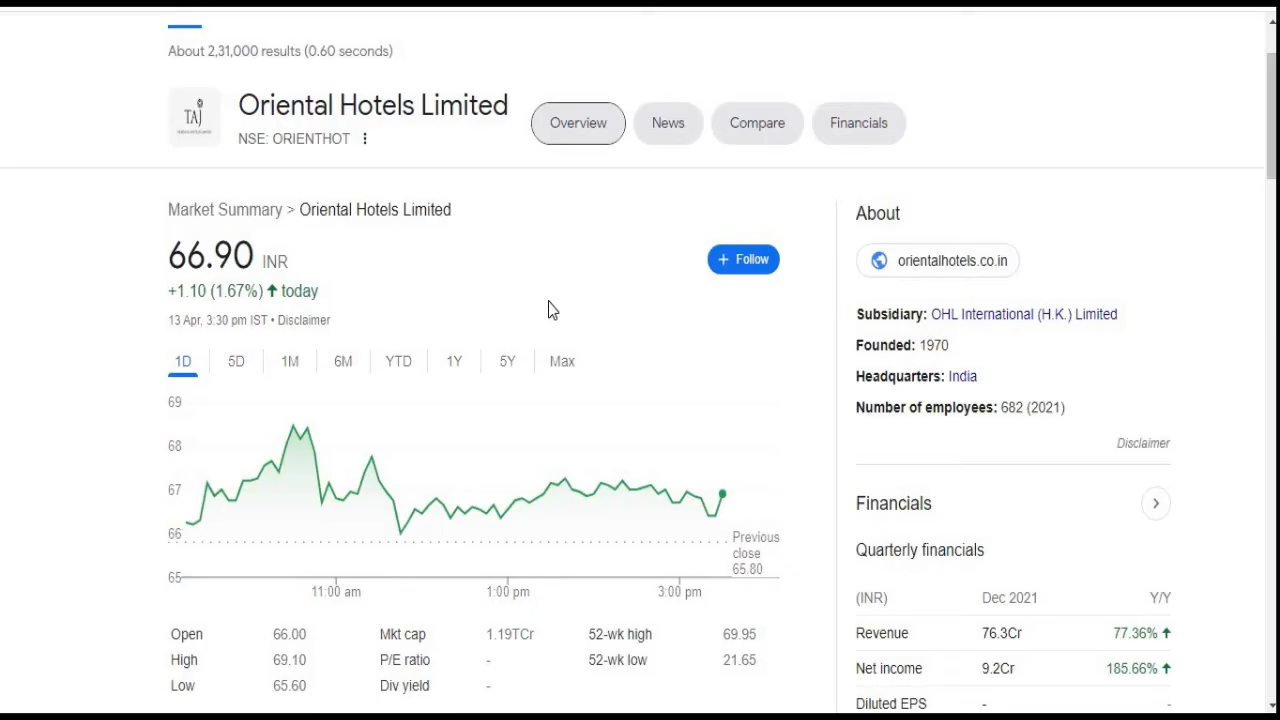 About 2,31,000 results (0.60 seconds)
TAJ
Oriental Hotels Limited
NSE: ORIENTHOT
Overview
News
Compare
Financials
Market Summary > Oriental Hotels Limited
66.90 INR
+ Follow
+1.10 (1.67%) ↑ today
13 Apr, 3:30 pm IST • Disclaimer
1D 5D 1M 6M YTD 1Y 5Y Max
69
68
67
66
65
Previous
close
65.80
11:00 am 1:00 pm 3:00 pm
Open 66.00 Mkt cap 1.19TCr 52-wk high 69.95
High 69.10 P/E ratio - 52-wk low 21.65
Low 65.60 Div yield -
About
orientalhotels.co.in
Subsidiary: OHL International (H.K.) Limited
Founded: 1970
Headquarters: India
Number of employees: 682 (2021)
Disclaimer
Financials
Quarterly financials
(INR) Dec 2021 Y/Y
Revenue 76.3Cr 77.36% ↑
Net income 9.2Cr 185.66% ↑
Diluted EPS - -